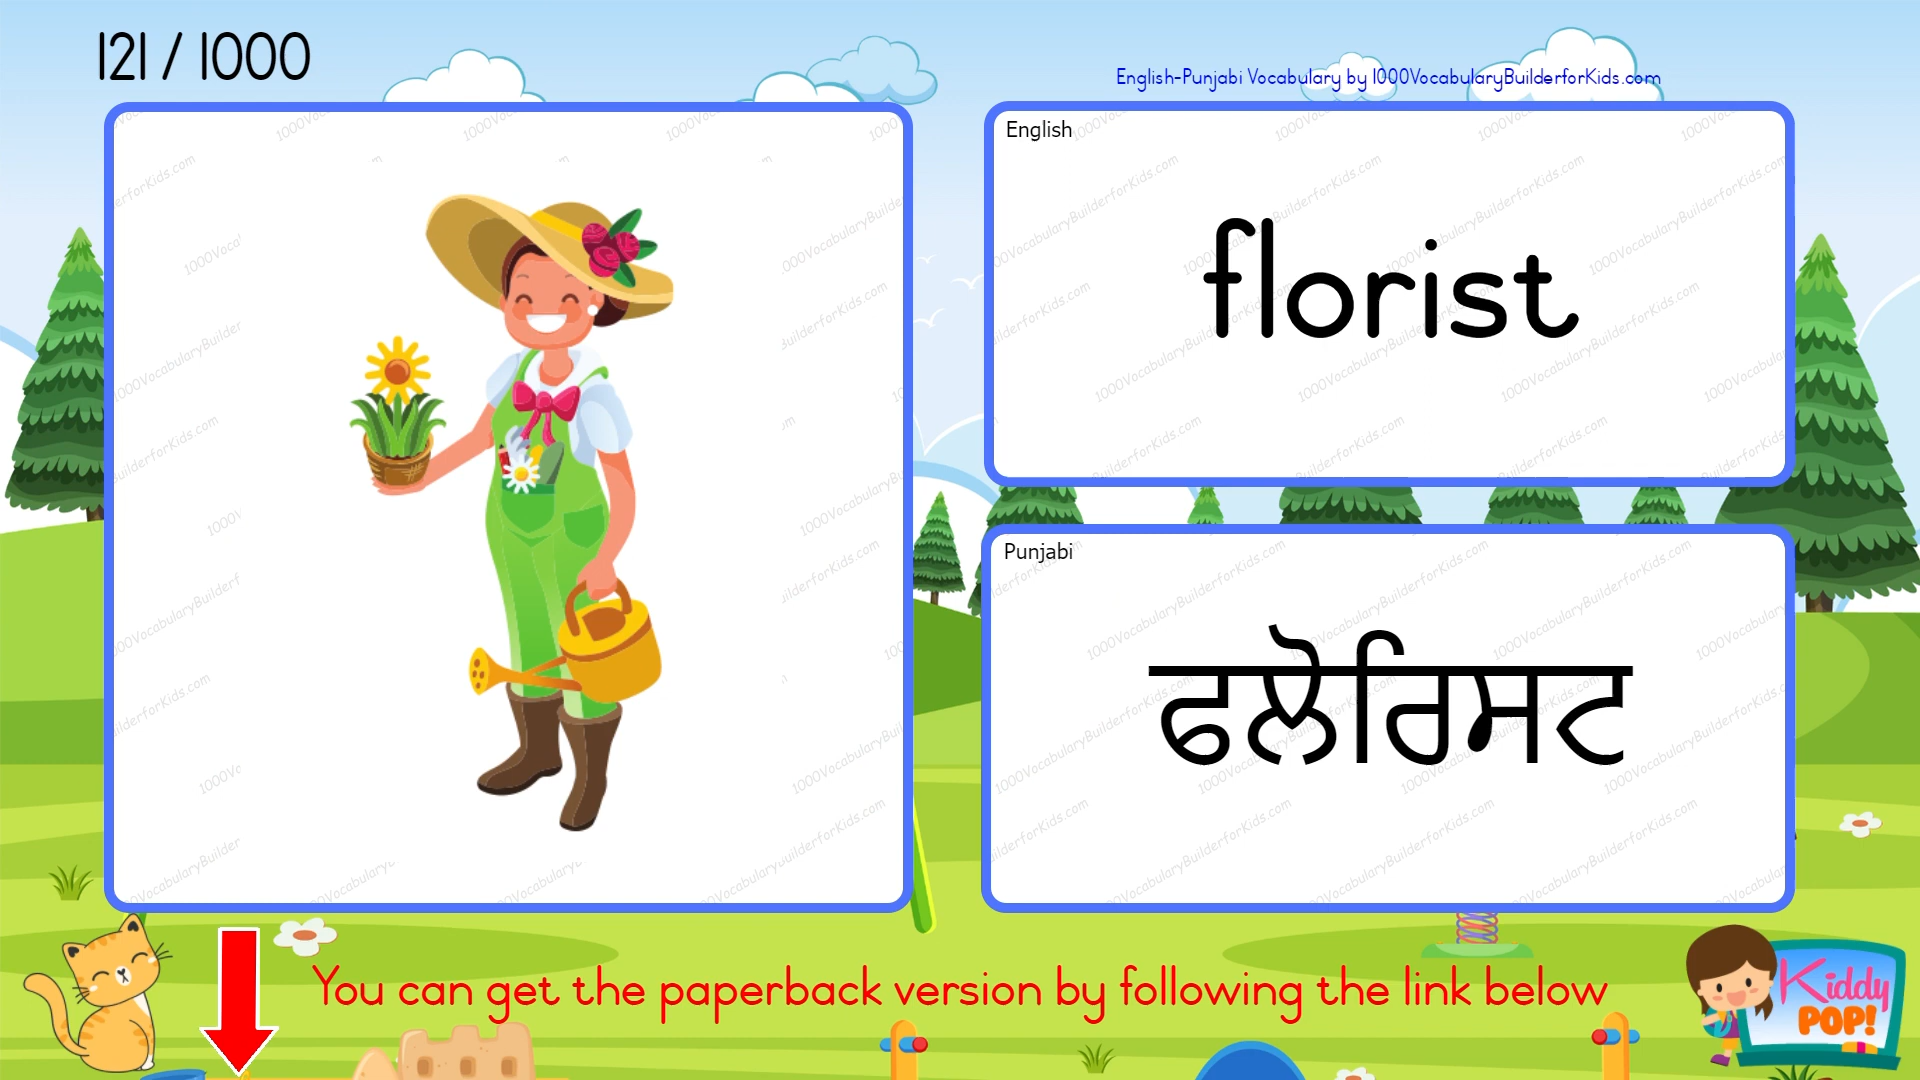 121 / 1000
English-Punjabi Vocabulary by 1000VocabularyBuilderforKids.com
English
florist
Punjabi
ਫਲੋਰਿਸਟ
You can get the paperback version by following the link below
Kiddy
POP!